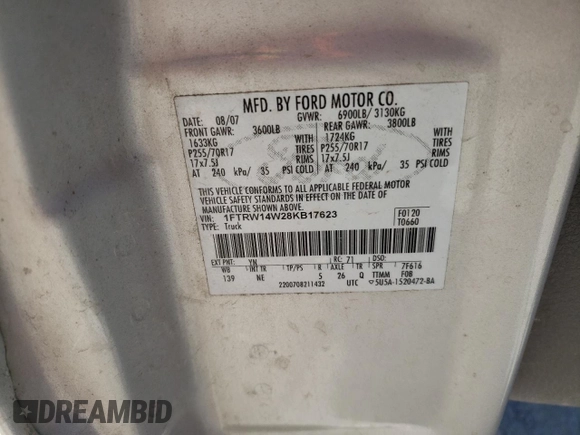 MFD. BY FORD MOTOR CO.
DATE: 08/07 GVWR: 6900LB/ 3130KG
FRONT GAWR: 3600LB REAR GAWR: 3800LB
1633KG WITH 1724KG WITH
P255/70R17 TIRES P255/70R17 TIRES
17x7.5J RIMS 17x7.5J RIMS
AT 240 kPa/ 35 PSI COLD AT 240 kPa/ 35 PSI COLD
THIS VEHICLE CONFORMS TO ALL APPLICABLE FEDERAL MOTOR
VEHICLE SAFETY STANDARDS IN EFFECT ON THE DATE OF
MANUFACTURE SHOWN ABOVE.
VIN: 1FTRW14W28KB17623 F0120
TYPE: Truck T0660
EXT PNT: YN RC: 71 DSO:
WB INT TR TP/PS R AXLE TR SPR 7F616
139 NE 5 26 Q TTMM FOB
2200708211432 UTC 5U5A-1520472-BA
DREAMBID